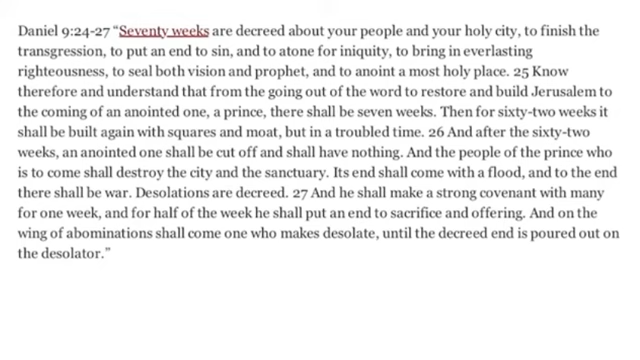 Daniel 9:24-27 “Seventy weeks are decreed about your people and your holy city, to finish the
transgression, to put an end to sin, and to atone for iniquity, to bring in everlasting
righteousness, to seal both vision and prophet, and to anoint a most holy place. 25 Know
therefore and understand that from the going out of the word to restore and build Jerusalem to
the coming of an anointed one, a prince, there shall be seven weeks. Then for sixty-two weeks it
shall be built again with squares and moat, but in a troubled time. 26 And after the sixty-two
weeks, an anointed one shall be cut off and shall have nothing. And the people of the prince who
is to come shall destroy the city and the sanctuary. Its end shall come with a flood, and to the end
there shall be war. Desolations are decreed. 27 And he shall make a strong covenant with many
for one week, and for half of the week he shall put an end to sacrifice and offering. And on the
wing of abominations shall come one who makes desolate, until the decreed end is poured out on
the desolator.”